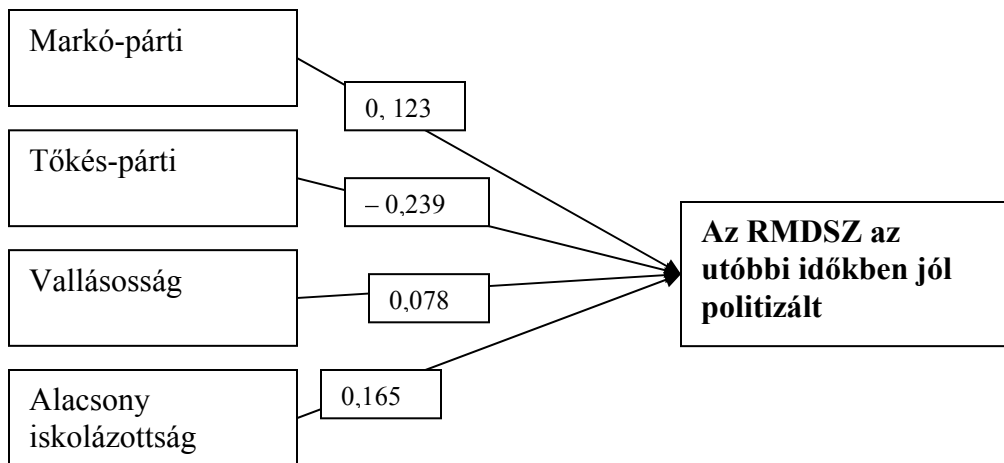 Markó-párti
0, 123
Tőkés-párti
– 0,239
Vallásosság
0,078
Alacsony
iskolázottság
0,165
Az RMDSZ az
utóbbi időkben jól
politizált